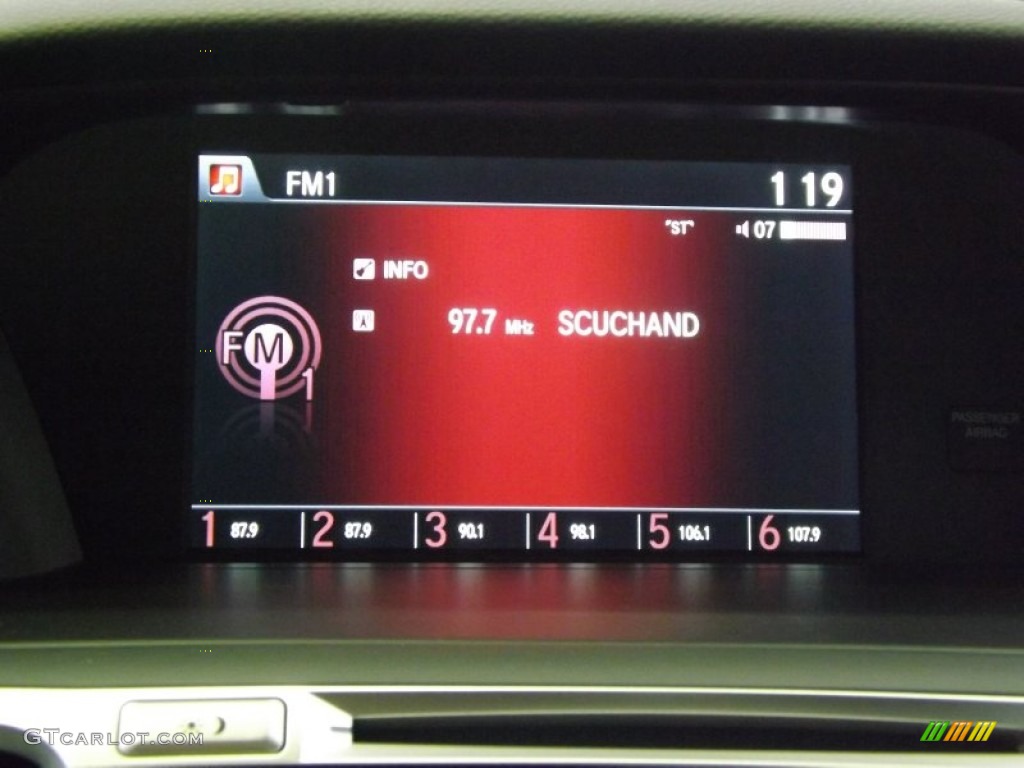 FM1 1 19
"ST" 07
INFO
97.7 MHz SCUCHAND
FM
1
1 87.9 2 87.9 3 90.1 4 98.1 5 106.1 6 107.9
PASSENGER
AIRBAG
GTCARLOT.COM